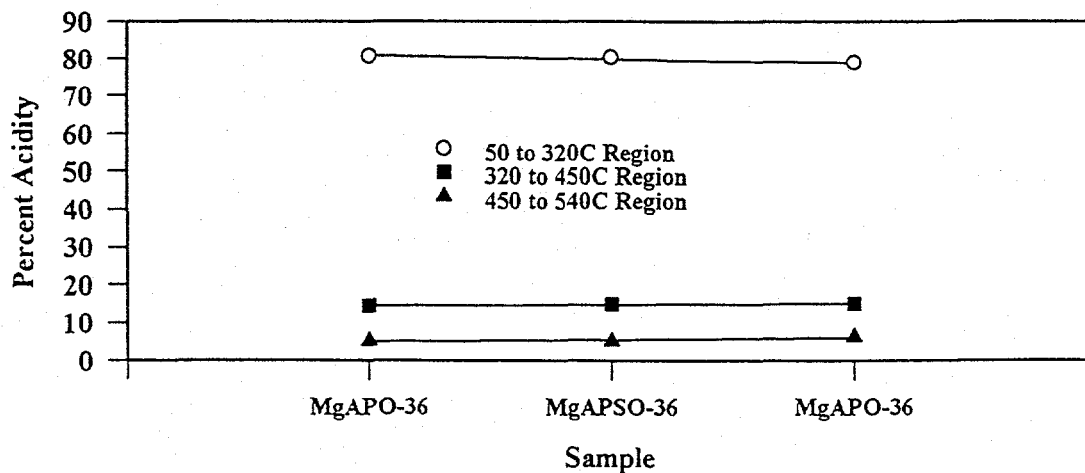 90
80
70
60
50
40
30
20
10
0
Percent Acidity
50 to 320C Region
320 to 450C Region
450 to 540C Region
MgAPO-36 MgAPSO-36 MgAPO-36
Sample